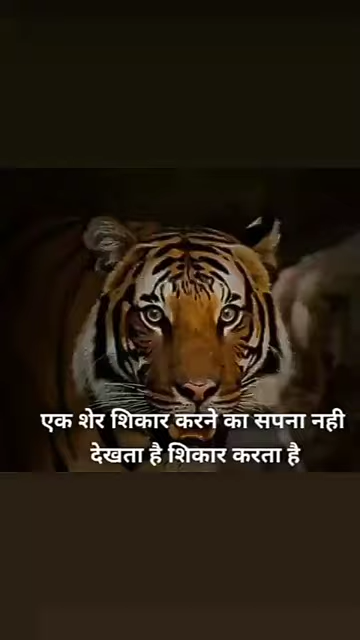 एक शेर शिकार करने का सपना नही
देखता है शिकार करता है